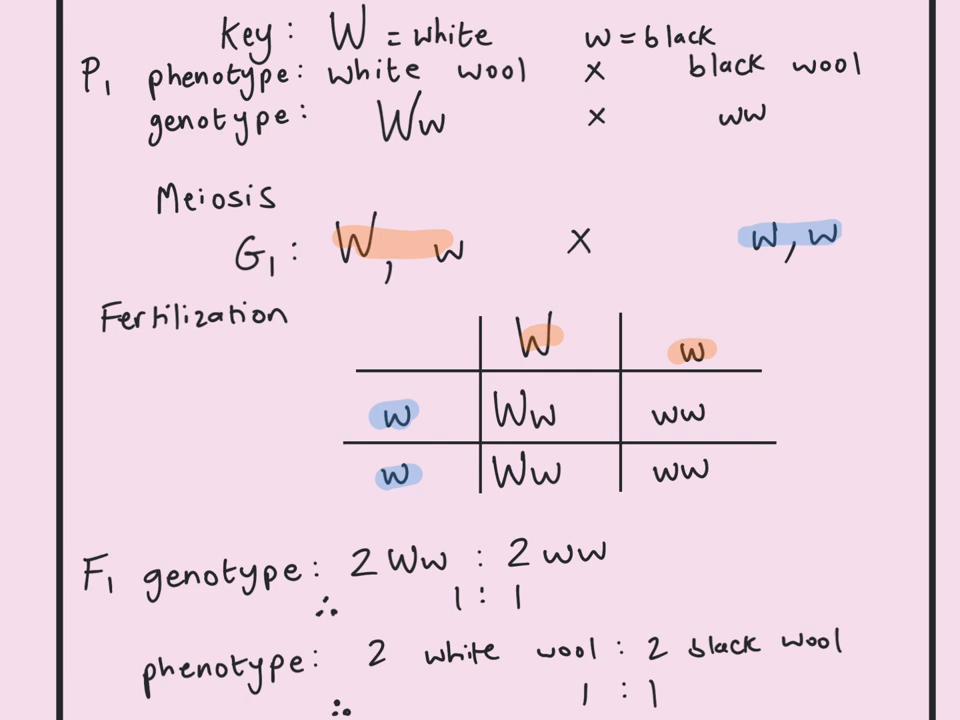 Key: W = white w = black
P1 phenotype: white wool x black wool
genotype: Ww x ww
Meiosis
G1: W, w x w, w
Fertilization
W w
w Ww ww
w Ww ww
F1 genotype: 2 Ww : 2 ww
∴ 1 : 1
phenotype: 2 white wool : 2 black wool
∴ 1 : 1